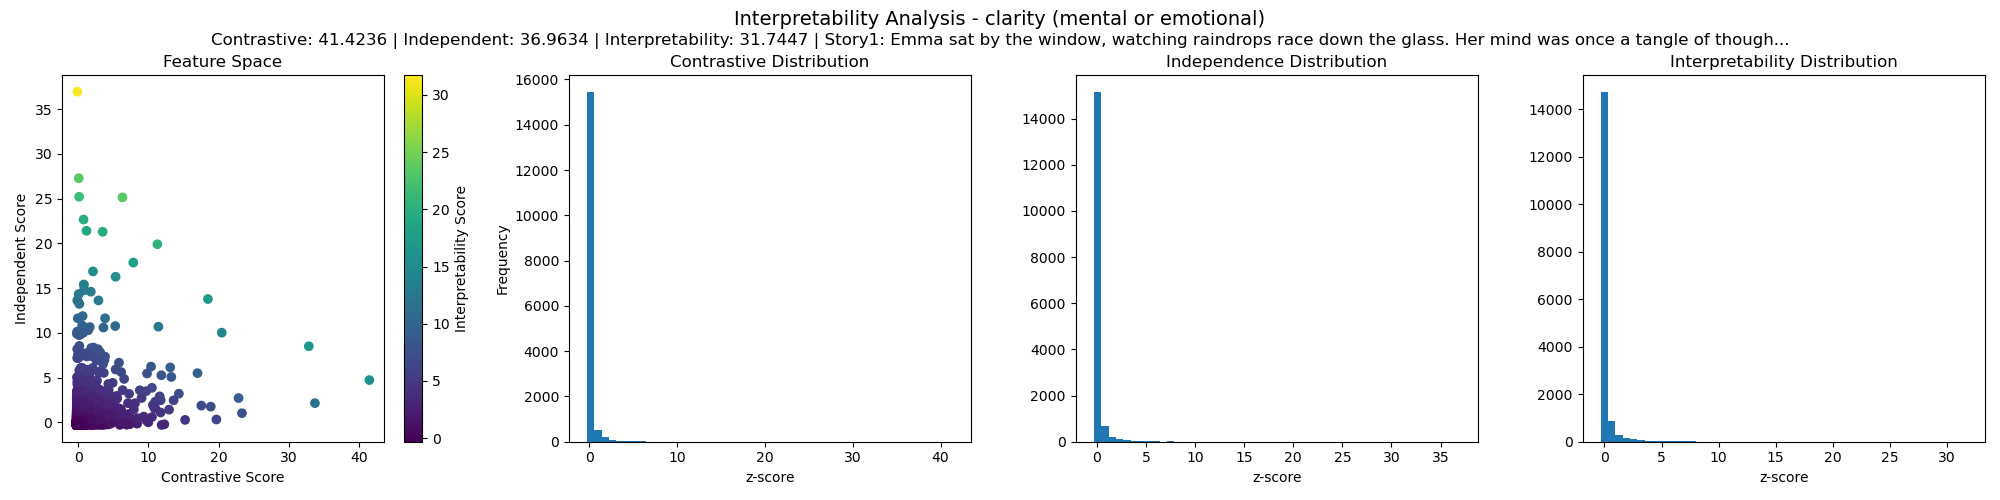 Interpretability Analysis - clarity (mental or emotional)
Contrastive: 41.4236 | Independent: 36.9634 | Interpretability: 31.7447 | Story1: Emma sat by the window, watching raindrops race down the glass. Her mind was once a tangle of though...
Feature Space
35
30
25
20
15
10
5
0
Independent Score
0 10 20 30 40
Contrastive Score
30
25
20
15
10
5
0
Interpretability Score
Contrastive Distribution
16000
14000
12000
10000
8000
6000
4000
2000
0
Frequency
0 10 20 30 40
z-score
Independence Distribution
14000
12000
10000
8000
6000
4000
2000
0
0 5 10 15 20 25 30 35
z-score
Interpretability Distribution
14000
12000
10000
8000
6000
4000
2000
0
0 5 10 15 20 25 30
z-score